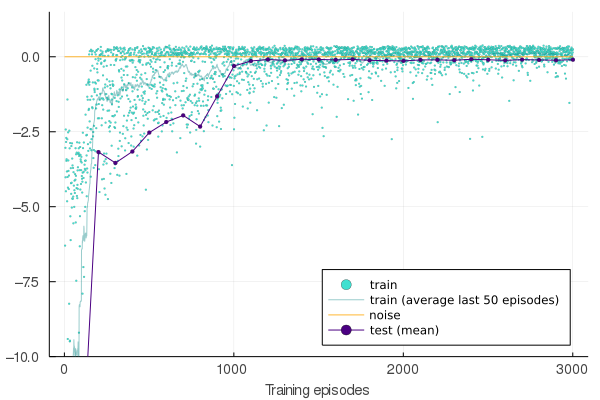 0.0
−2.5
−5.0
−7.5
−10.0
0
1000
2000
3000
Training episodes
train
train (average last 50 episodes)
noise
test (mean)